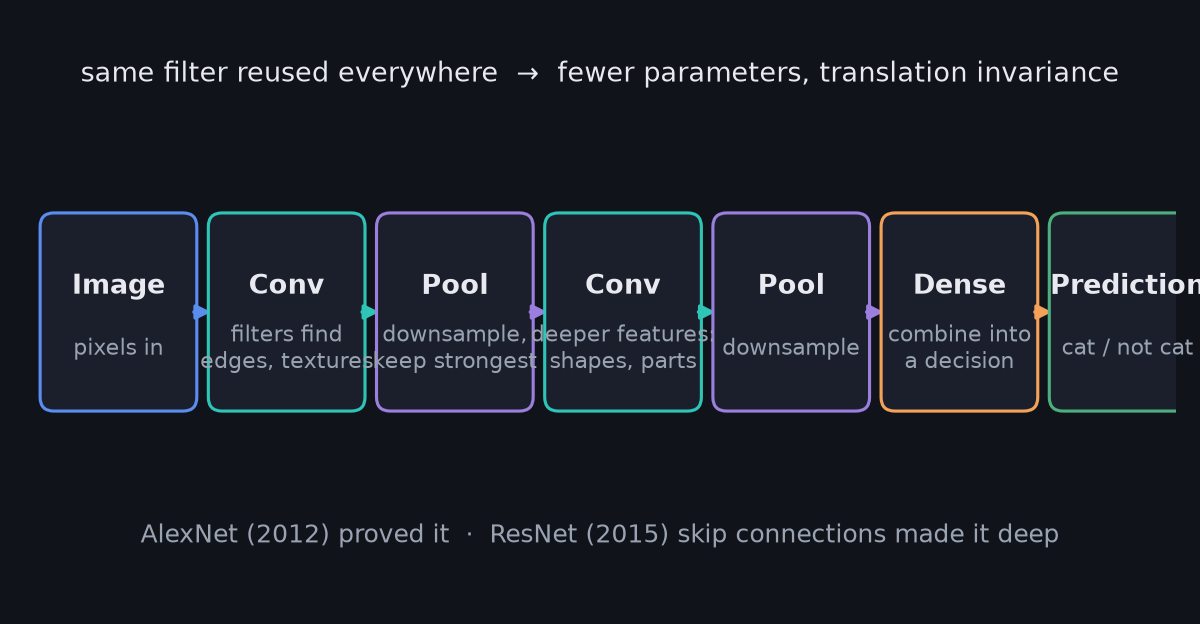 same filter reused everywhere → fewer parameters, translation invariance
Image
pixels in
Conv
filters find
edges, textures
Pool
downsample,
keep strongest
Conv
deeper features:
shapes, parts
Pool
downsample
Dense
combine into
a decision
Prediction
cat / not cat
AlexNet (2012) proved it · ResNet (2015) skip connections made it deep